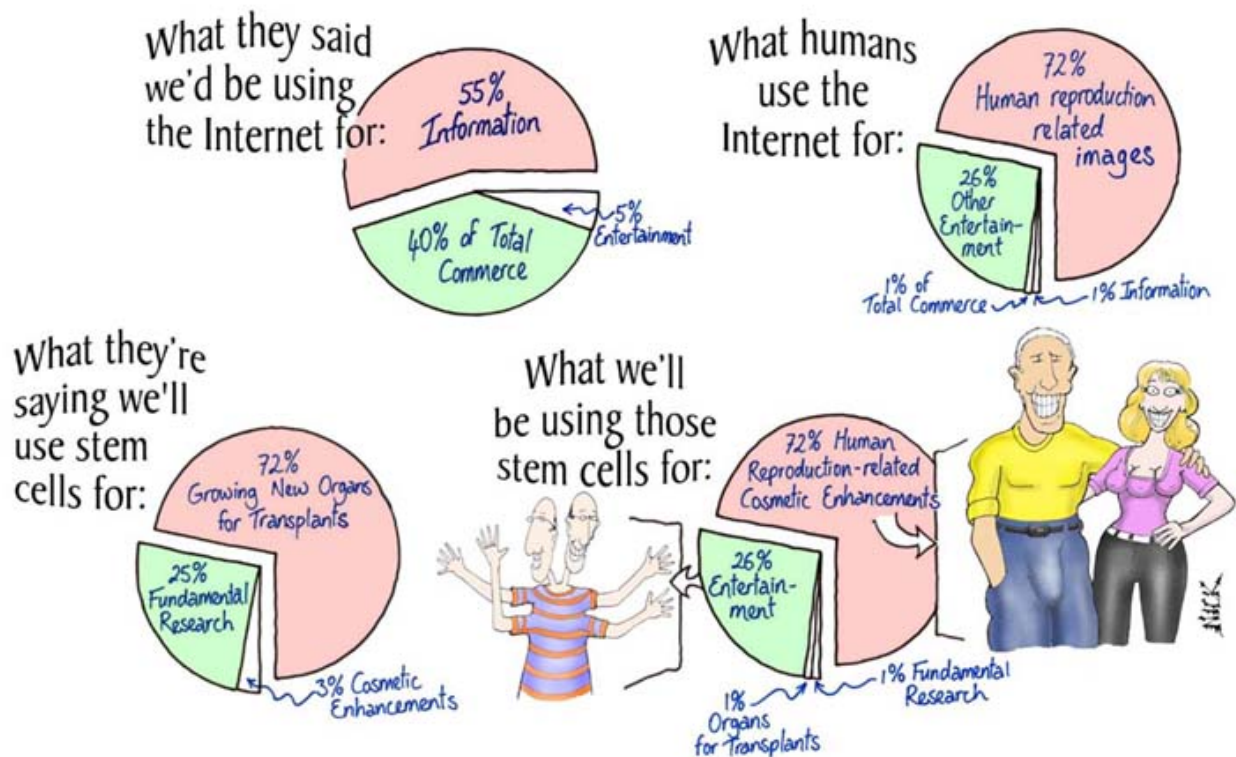 What they said
we'd be using
the Internet for:
55%
Information
40% of Total
Commerce
5%
Entertainment
What humans
use the
Internet for:
72%
Human reproduction
related
images
26%
Other
Entertain-
ment
1% of
Total Commerce
1% Information
What they're
saying we'll
use stem
cells for:
72%
Growing New Organs
for Transplants
25%
Fundamental
Research
3% Cosmetic
Enhancements
What we'll
be using those
stem cells for:
72% Human
Reproduction-related
Cosmetic Enhancements
26%
Entertain-
ment
1%
Organs
for Transplants
1% Fundamental
Research
NICK